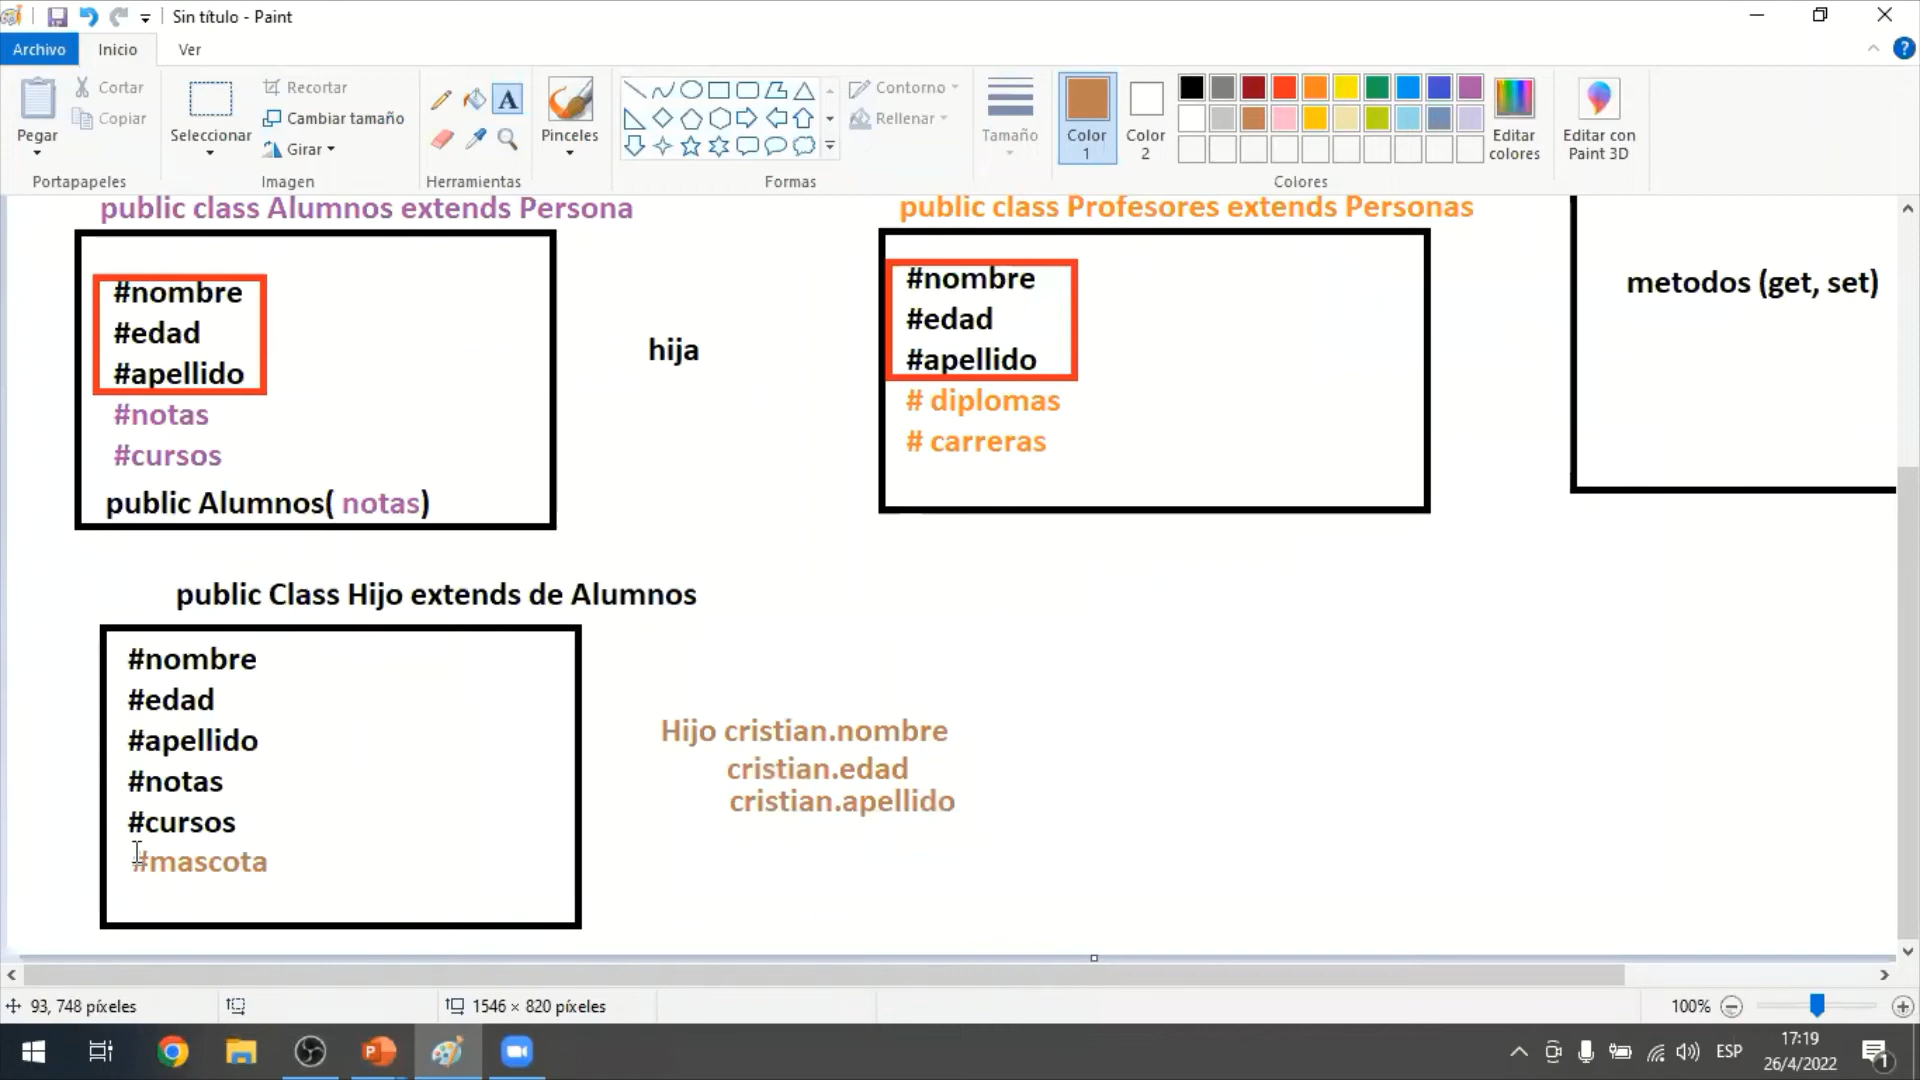 Sin título - Paint
Archivo
Inicio
Ver
Pegar
Cortar
Copiar
Portapapeles
Seleccionar
Recortar
Cambiar tamaño
Girar
Imagen
A
Herramientas
Pinceles
Contorno
Rellenar
Formas
Tamaño
Color
1
Color
2
Editar
colores
Editar con
Paint 3D
Colores
public class Alumnos extends Persona
#nombre
#edad
#apellido
#notas
#cursos
public Alumnos( notas)
hija
public class Profesores extends Personas
#nombre
#edad
#apellido
# diplomas
# carreras
metodos (get, set)
public Class Hijo extends de Alumnos
#nombre
#edad
#apellido
#notas
#cursos
#mascota
Hijo cristian.nombre
cristian.edad
cristian.apellido
93, 748 píxeles
1546 × 820 píxeles
100%
ESP
17:19
26/4/2022
1